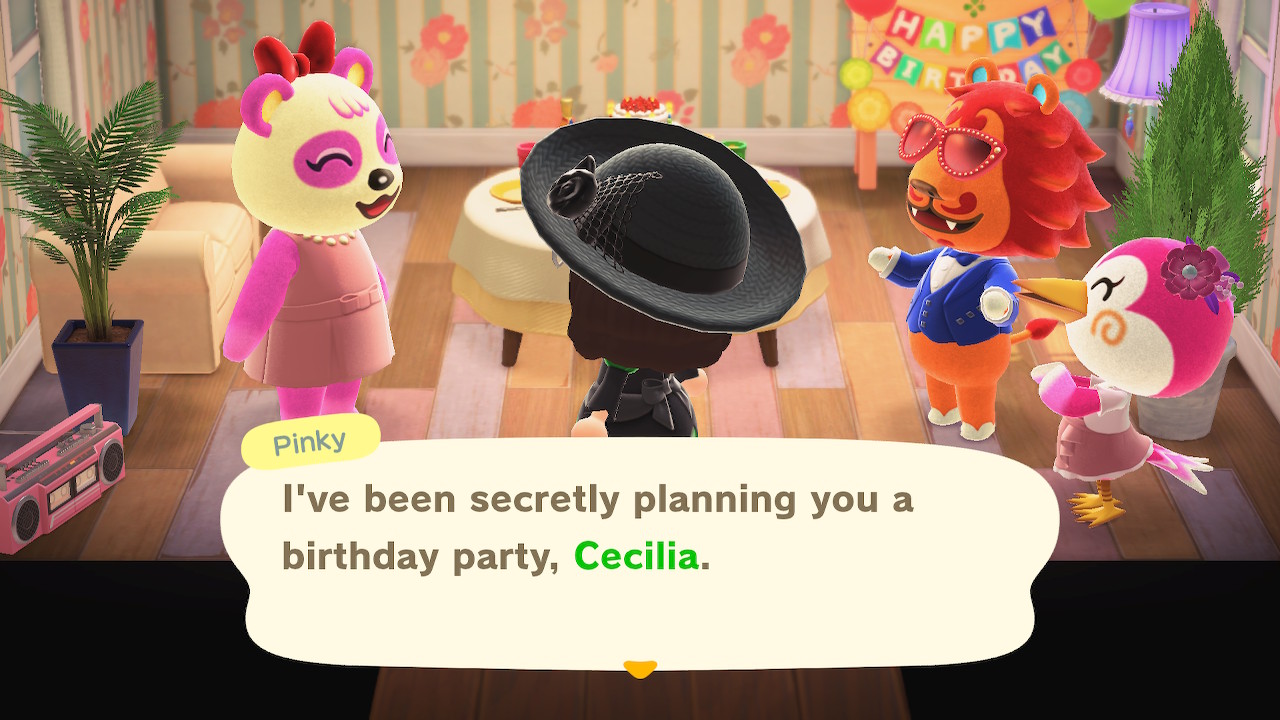 HAPPY
BIRTHDAY
Pinky
I've been secretly planning you a
birthday party, Cecilia.